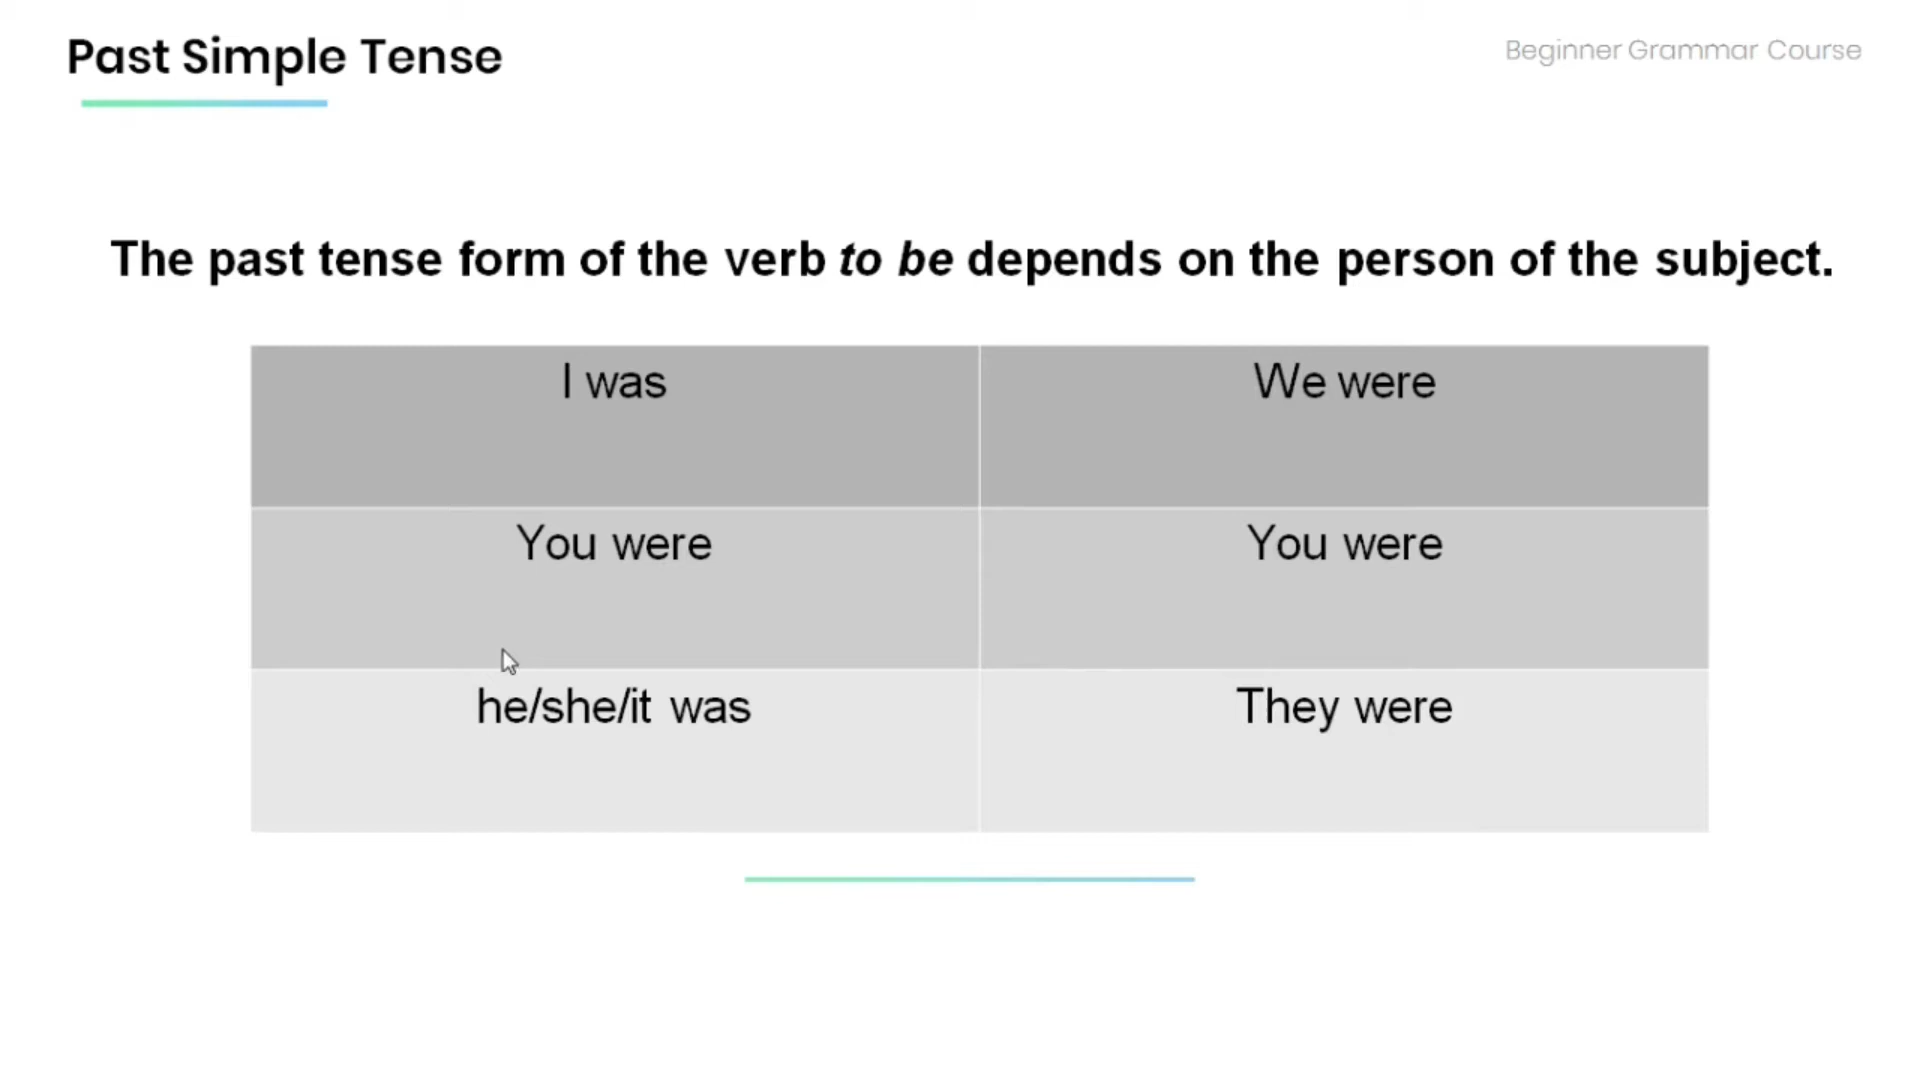 Past Simple Tense
Beginner Grammar Course
The past tense form of the verb to be depends on the person of the subject.
I was
We were
You were
You were
he/she/it was
They were